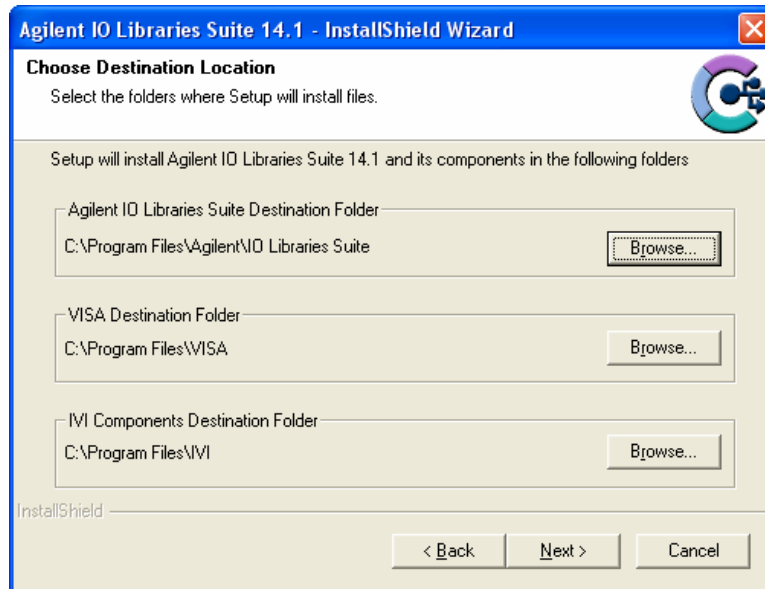 Agilent IO Libraries Suite 14.1 - InstallShield Wizard
Choose Destination Location
Select the folders where Setup will install files.
Setup will install Agilent IO Libraries Suite 14.1 and its components in the following folders
Agilent IO Libraries Suite Destination Folder
C:\Program Files\Agilent\IO Libraries Suite
Browse...
VISA Destination Folder
C:\Program Files\VISA
Browse...
IVI Components Destination Folder
C:\Program Files\IVI
Browse...
InstallShield
< Back
Next >
Cancel